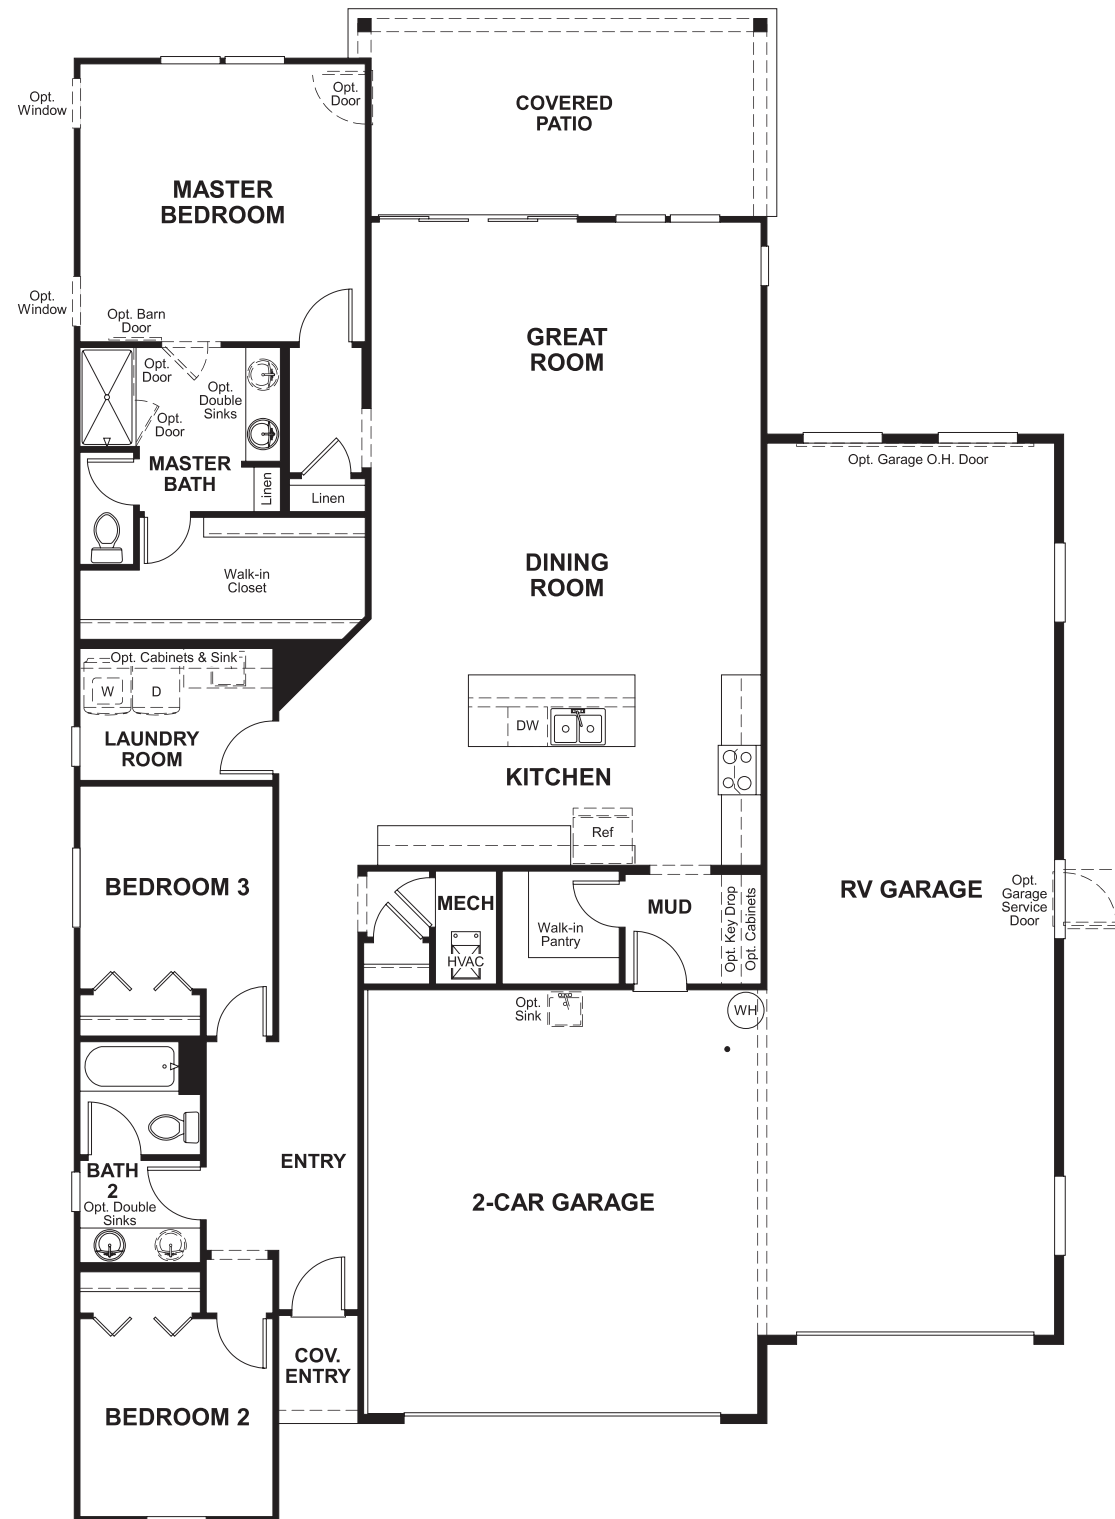 COVERED
PATIO
Opt.
Window
Opt.
Door
MASTER
BEDROOM
Opt.
Window
Opt. Barn
Door
GREAT
ROOM
Opt.
Door
Opt.
Double
Sinks
Opt.
Door
MASTER
BATH
Linen
Linen
Opt. Garage O.H. Door
Walk-in
Closet
DINING
ROOM
Opt. Cabinets & Sink
W
D
LAUNDRY
ROOM
DW
KITCHEN
Ref
BEDROOM 3
MECH
HVAC
Walk-in
Pantry
MUD
Opt. Key Drop
Opt. Cabinets
RV GARAGE
Opt.
Garage
Service
Door
Opt.
Sink
WH
ENTRY
BATH
2
Opt. Double
Sinks
2-CAR GARAGE
COV.
ENTRY
BEDROOM 2